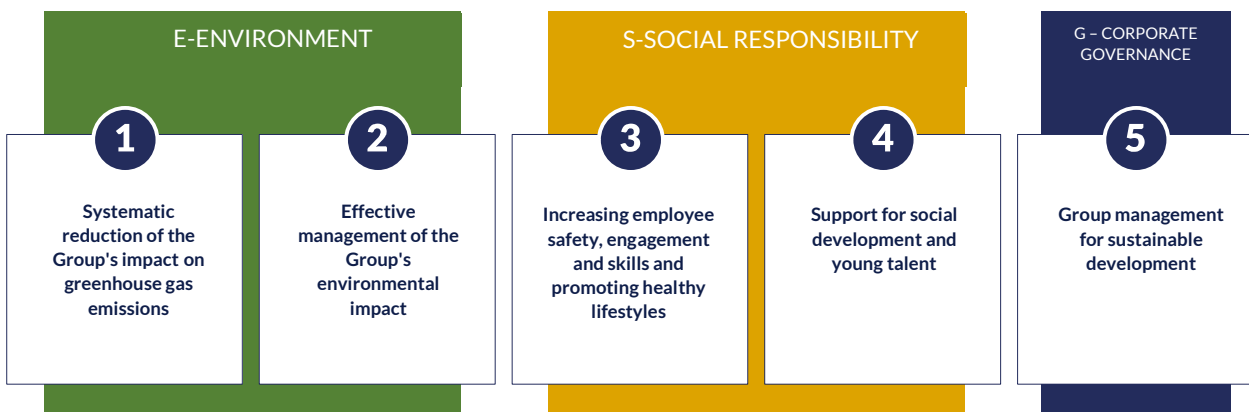 E-ENVIRONMENT
S-SOCIAL RESPONSIBILITY
G – CORPORATE
GOVERNANCE
1
Systematic
reduction of the
Group's impact on
greenhouse gas
emissions
2
Effective
management of the
Group's
environmental
impact
3
Increasing employee
safety, engagement
and skills and
promoting healthy
lifestyles
4
Support for social
development and
young talent
5
Group management
for sustainable
development